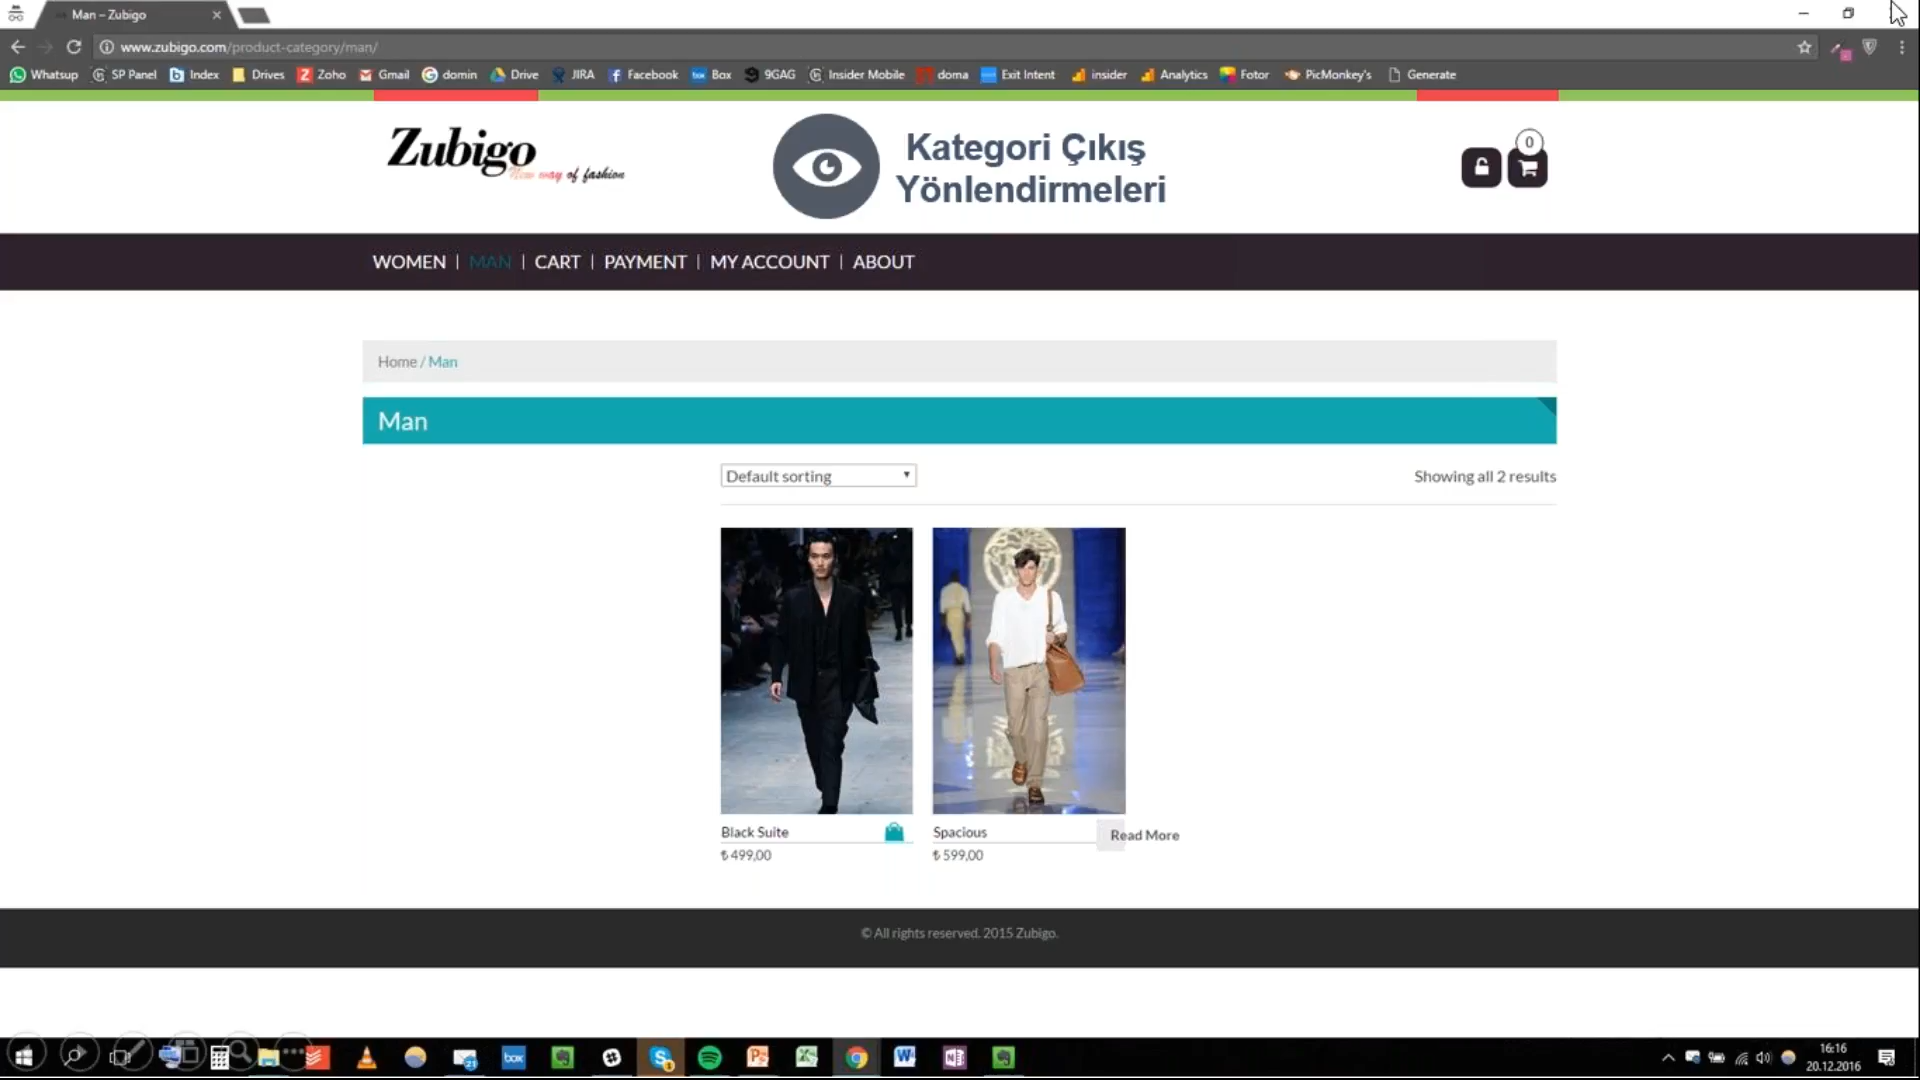 Man – Zubigo
www.zubigo.com/product-category/man/
Whatsup SP Panel Index Drives Zoho Gmail domin Drive JIRA Facebook Box 9GAG Insider Mobile doma Exit Intent insider Analytics Fotor PicMonkey's Generate
Zubigo
New way of fashion
Kategori Çıkış
Yönlendirmeleri
0
WOMEN | MAN | CART | PAYMENT | MY ACCOUNT | ABOUT
Home / Man
Man
Default sorting
Showing all 2 results
Black Suite
₺ 499,00
Spacious
Read More
₺ 599,00
© All rights reserved. 2015 Zubigo.
16:16
20.12.2016